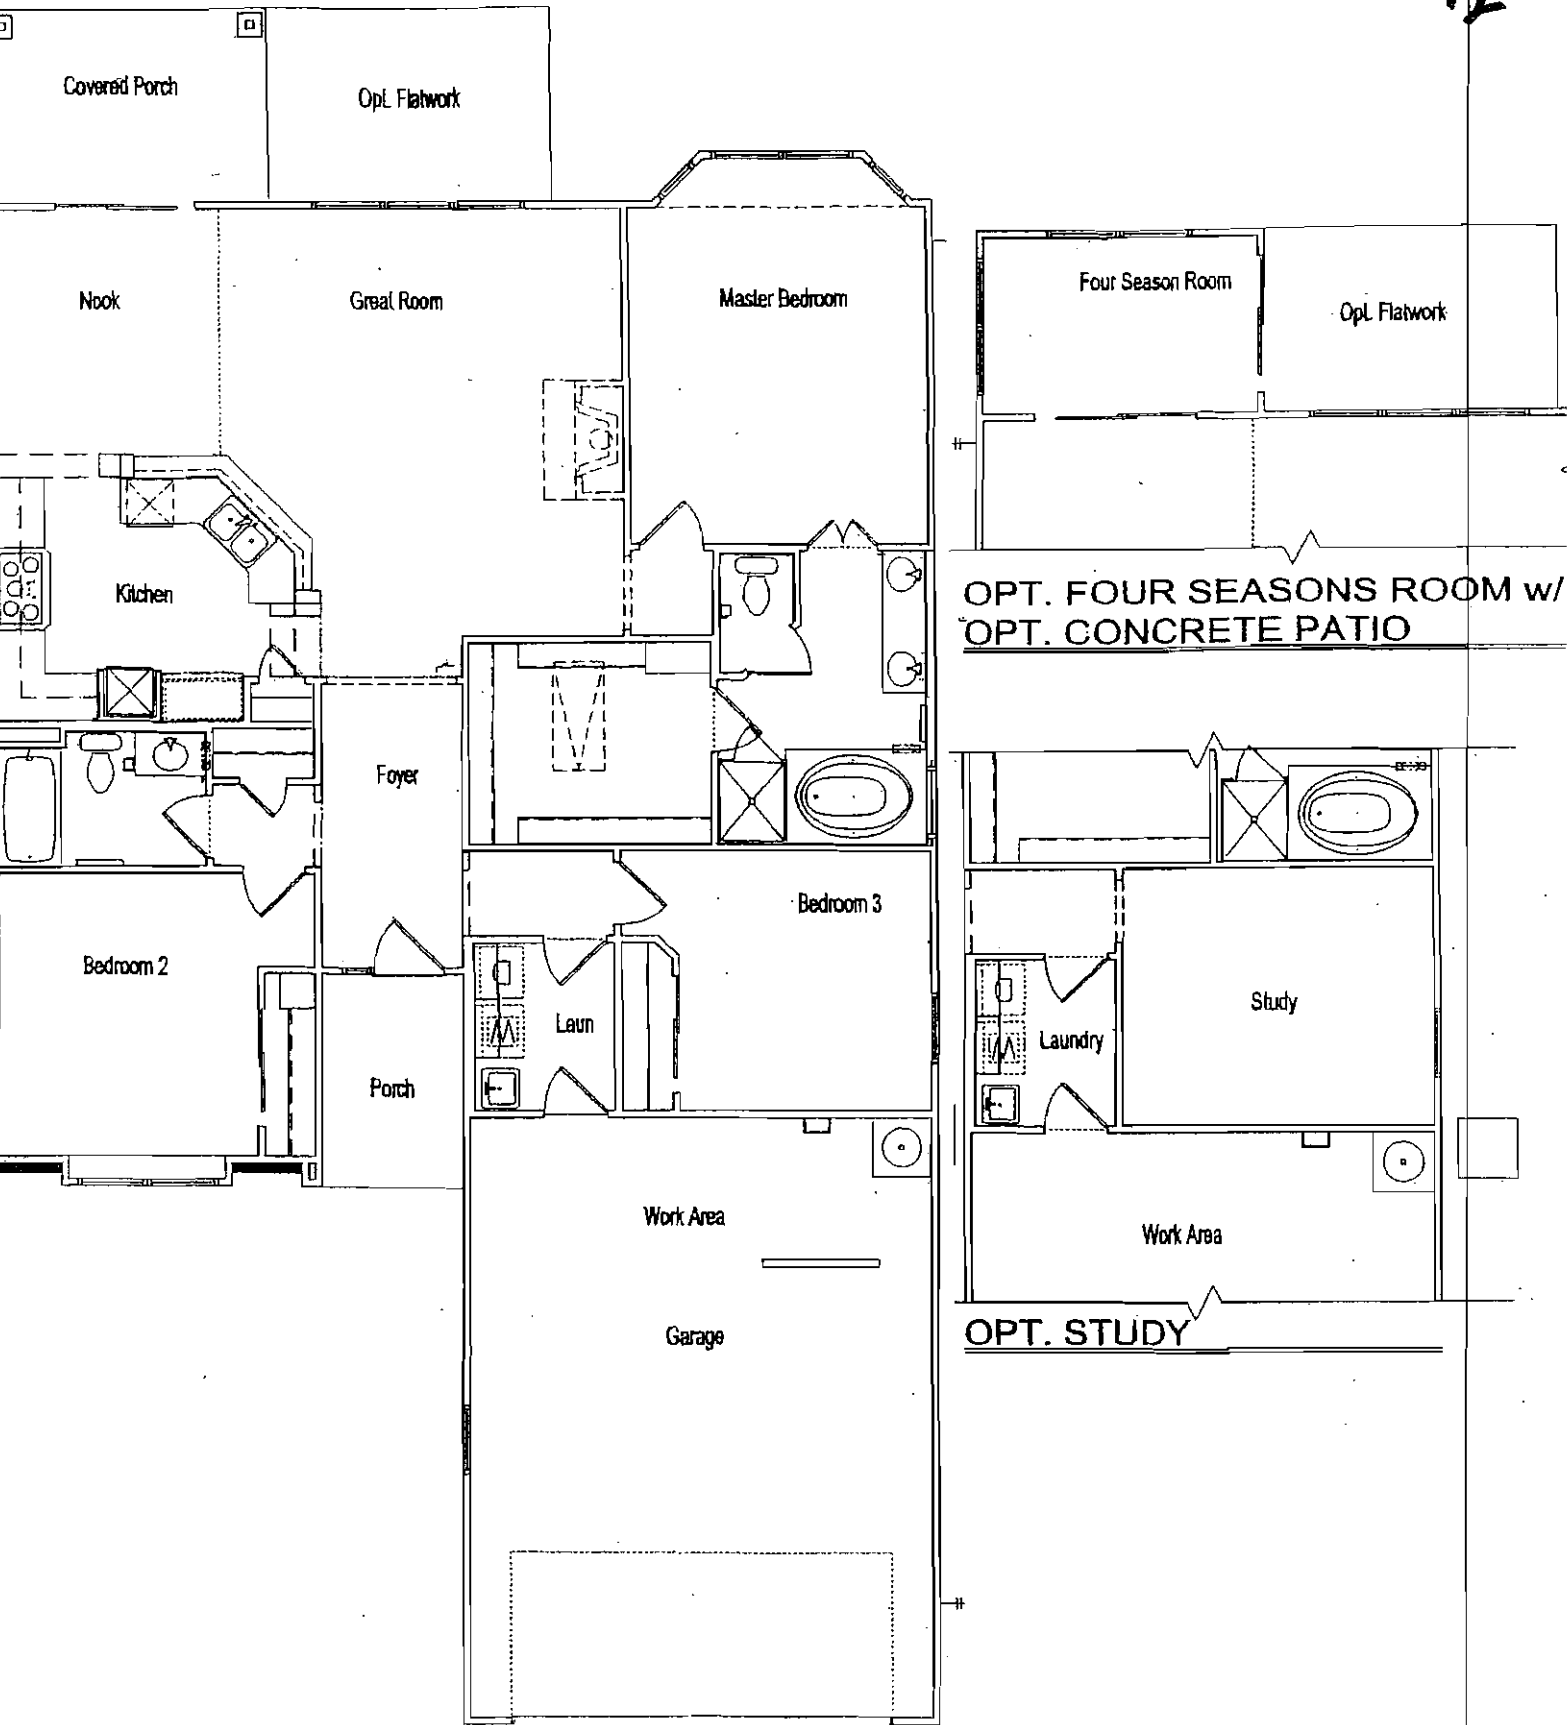 Covered Porch
Opt. Flatwork
Nook
Great Room
Master Bedroom
Four Season Room
Opt. Flatwork
Kitchen
OPT. FOUR SEASONS ROOM w/
OPT. CONCRETE PATIO
Foyer
Bedroom 3
Bedroom 2
Study
Laun
Laundry
Porch
Work Area
Work Area
Garage
OPT. STUDY